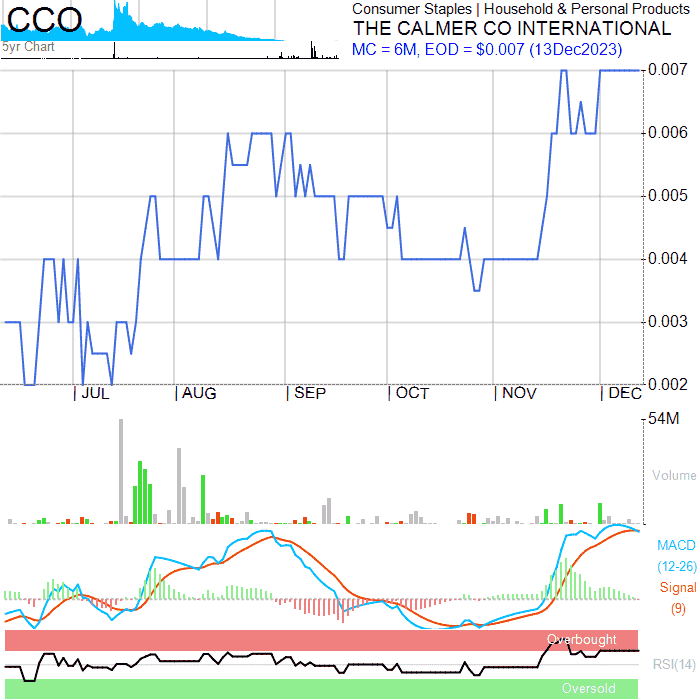 CCO
Consumer Staples | Household & Personal Products
THE CALMER CO INTERNATIONAL
5yr Chart
MC = 6M, EOD = $0.007 (13Dec2023)
0.007
0.006
0.005
0.004
0.003
0.002
| JUL | AUG | SEP | OCT | NOV | DEC
54M
Volume
MACD
(12-26)
Signal
(9)
Overbought
RSI(14)
Oversold